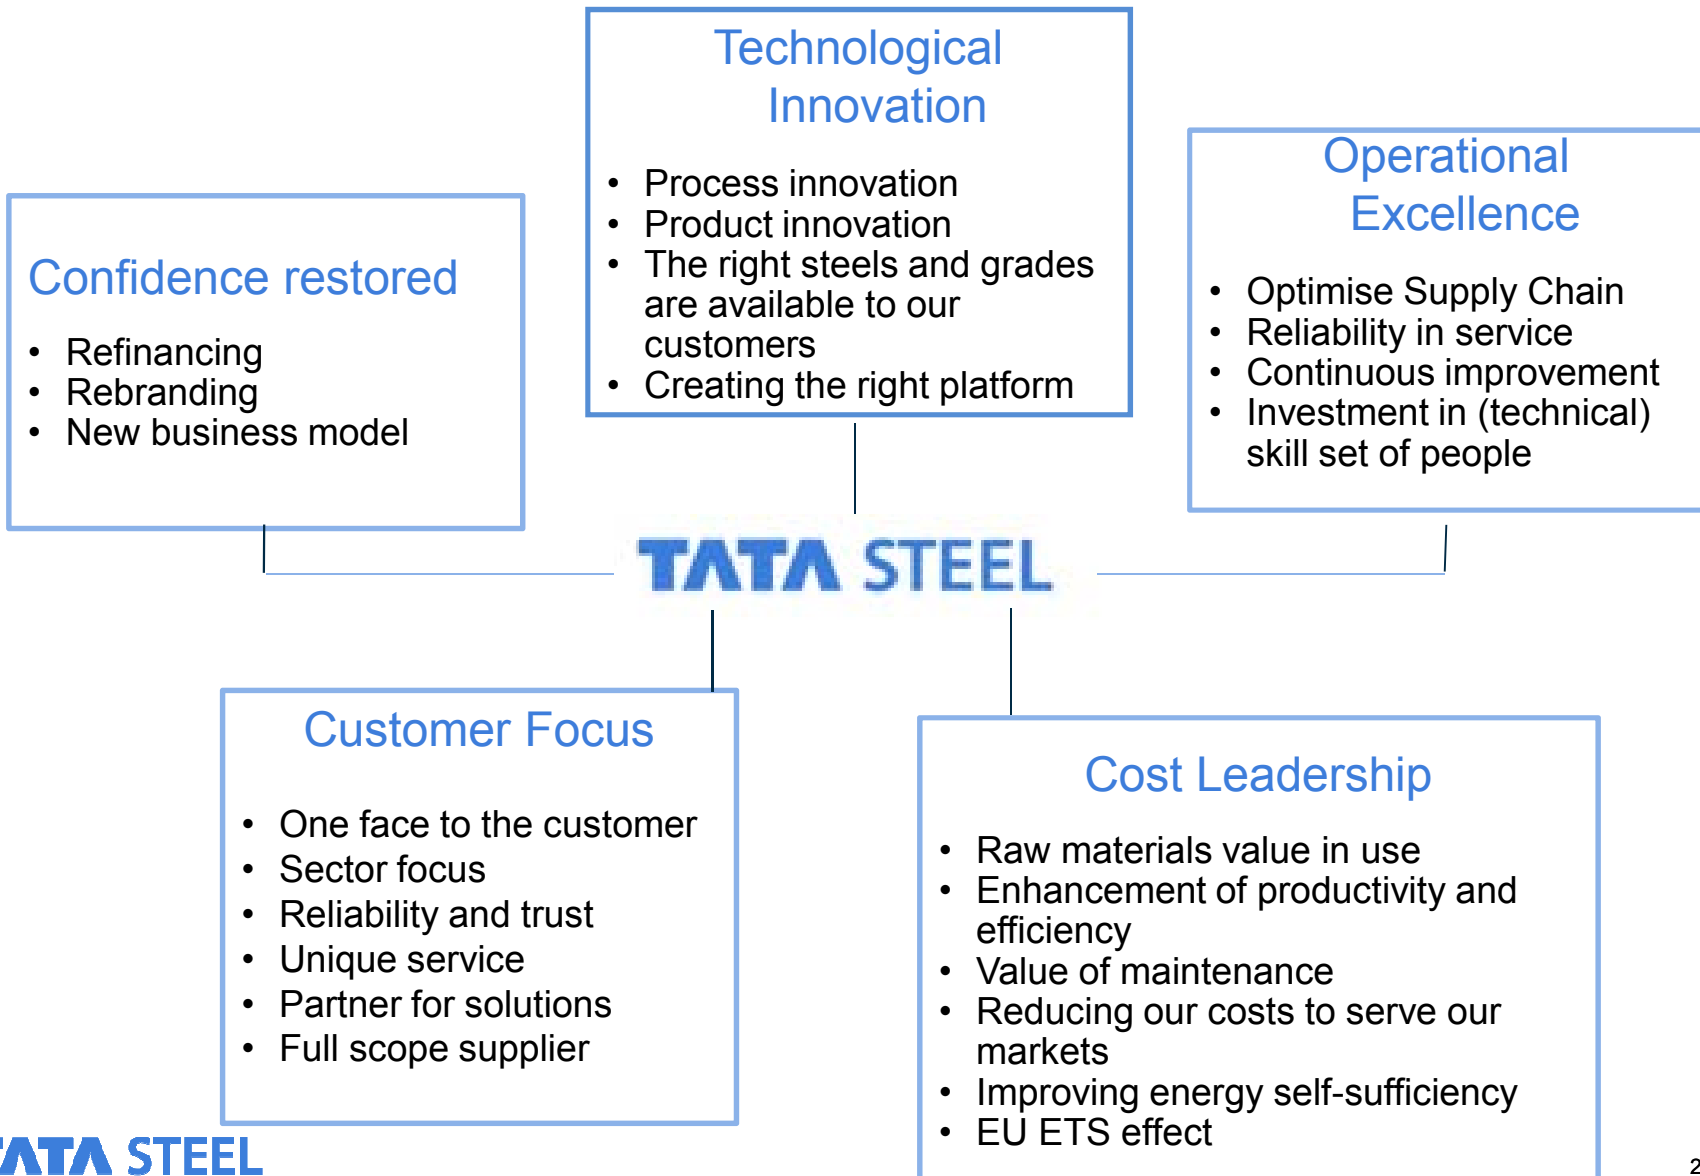 Technological
Innovation
• Process innovation
• Product innovation
• The right steels and grades
are available to our
customers
• Creating the right platform
Operational
Excellence
• Optimise Supply Chain
• Reliability in service
• Continuous improvement
• Investment in (technical)
skill set of people
Confidence restored
• Refinancing
• Rebranding
• New business model
TATA STEEL
Customer Focus
• One face to the customer
• Sector focus
• Reliability and trust
• Unique service
• Partner for solutions
• Full scope supplier
Cost Leadership
• Raw materials value in use
• Enhancement of productivity and
efficiency
• Value of maintenance
• Reducing our costs to serve our
markets
• Improving energy self-sufficiency
• EU ETS effect
TATA STEEL
2